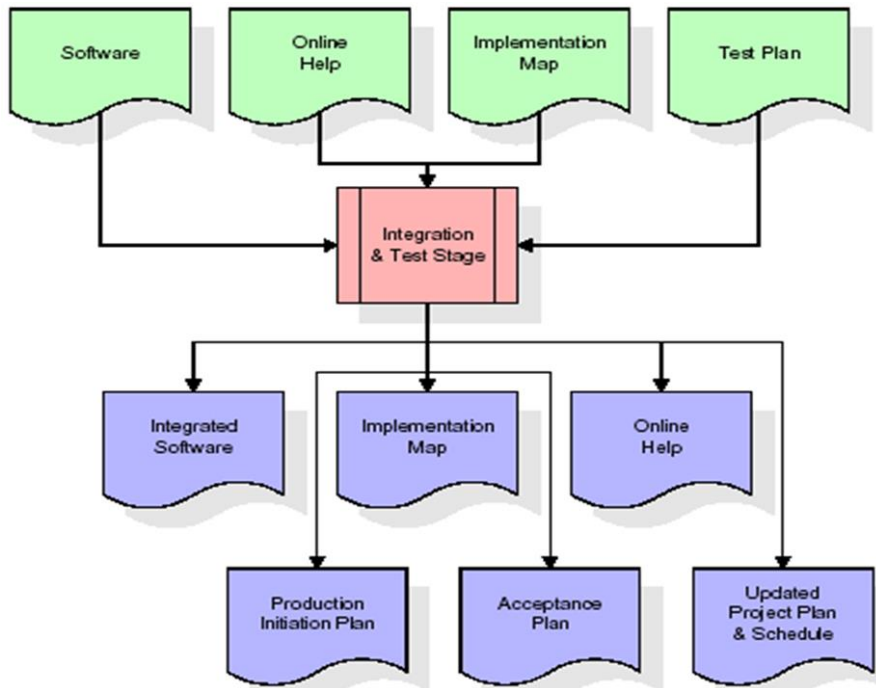 Software
Online
Help
Implementation
Map
Test Plan
Integration
& Test Stage
Integrated
Software
Implementation
Map
Online
Help
Production
Initiation Plan
Acceptance
Plan
Updated
Project Plan
& Schedule